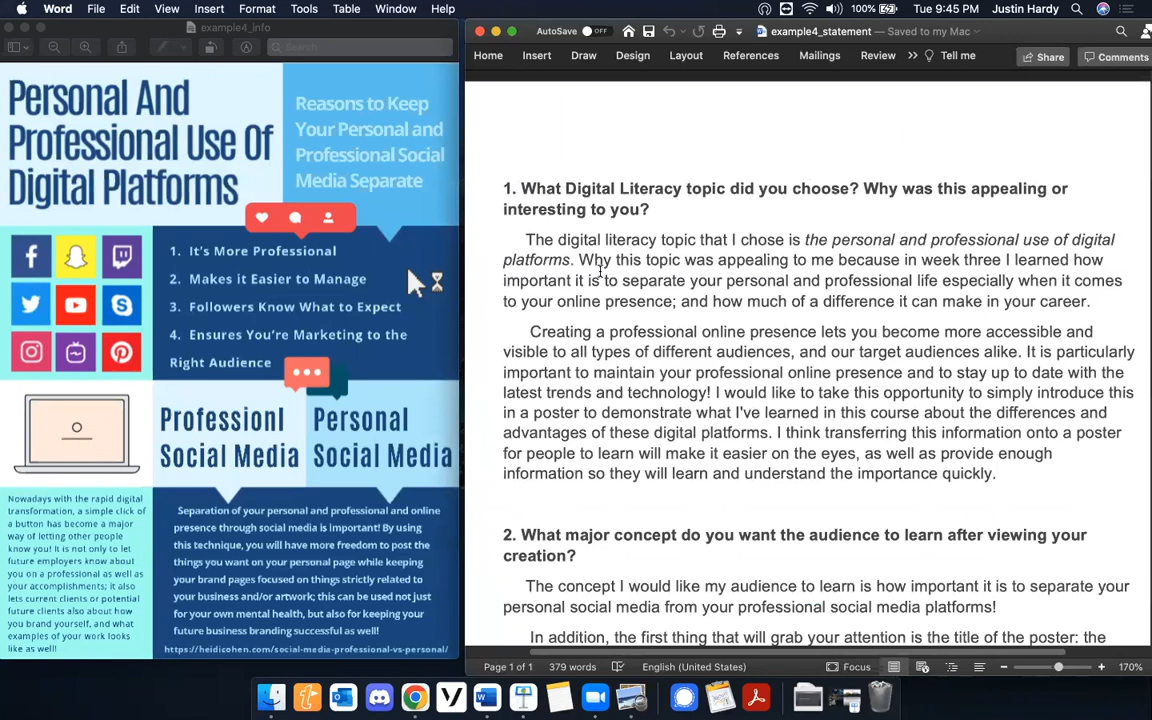 Word File Edit View Insert Format Tools Table Window Help 100% Tue 9:45 PM Justin Hardy
example4_info
Search
Personal And
Professional Use Of
Digital Platforms
Reasons to Keep
Your Personal and
Professional Social
Media Separate
1. It's More Professional
2. Makes it Easier to Manage
3. Followers Know What to Expect
4. Ensures You're Marketing to the
Right Audience
Professionl
Social Media
Personal
Social Media
Nowadays with the rapid digital
transformation, a simple click of
a button has become a major
way of letting other people
know you! It is not only to let
future employers know about
you on a professional as well as
your accomplishments; it also
lets current clients or potential
future clients also about how
you brand yourself, and what
examples of your work looks
like as well!
Separation of your personal and professional and online
presence through social media is important! By using
this technique, you will have more freedom to post the
things you want on your personal page while keeping
your brand pages focused on things strictly related to
your business and/or artwork; this can be used not just
for your own mental health, but also for keeping your
future business branding successful as well!
https://heidicohen.com/social-media-professional-vs-personal/
AutoSave OFF example4_statement — Saved to my Mac
Home Insert Draw Design Layout References Mailings Review Tell me Share Comments
1. What Digital Literacy topic did you choose? Why was this appealing or
interesting to you?
The digital literacy topic that I chose is the personal and professional use of digital
platforms. Why this topic was appealing to me because in week three I learned how
important it is to separate your personal and professional life especially when it comes
to your online presence; and how much of a difference it can make in your career.
Creating a professional online presence lets you become more accessible and
visible to all types of different audiences, and our target audiences alike. It is particularly
important to maintain your professional online presence and to stay up to date with the
latest trends and technology! I would like to take this opportunity to simply introduce this
in a poster to demonstrate what I've learned in this course about the differences and
advantages of these digital platforms. I think transferring this information onto a poster
for people to learn will make it easier on the eyes, as well as provide enough
information so they will learn and understand the importance quickly.
2. What major concept do you want the audience to learn after viewing your
creation?
The concept I would like my audience to learn is how important it is to separate your
personal social media from your professional social media platforms!
In addition, the first thing that will grab your attention is the title of the poster: the
Page 1 of 1 379 words English (United States) Focus 170%